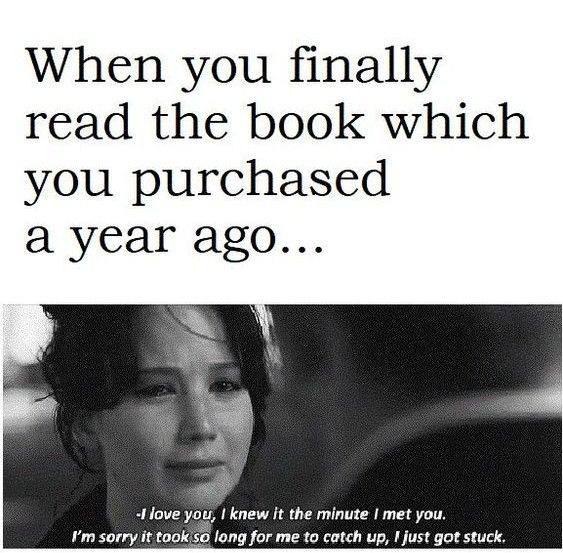 When you finally
read the book which
you purchased
a year ago...
-I love you, I knew it the minute I met you.
I'm sorry it took so long for me to catch up, I just got stuck.